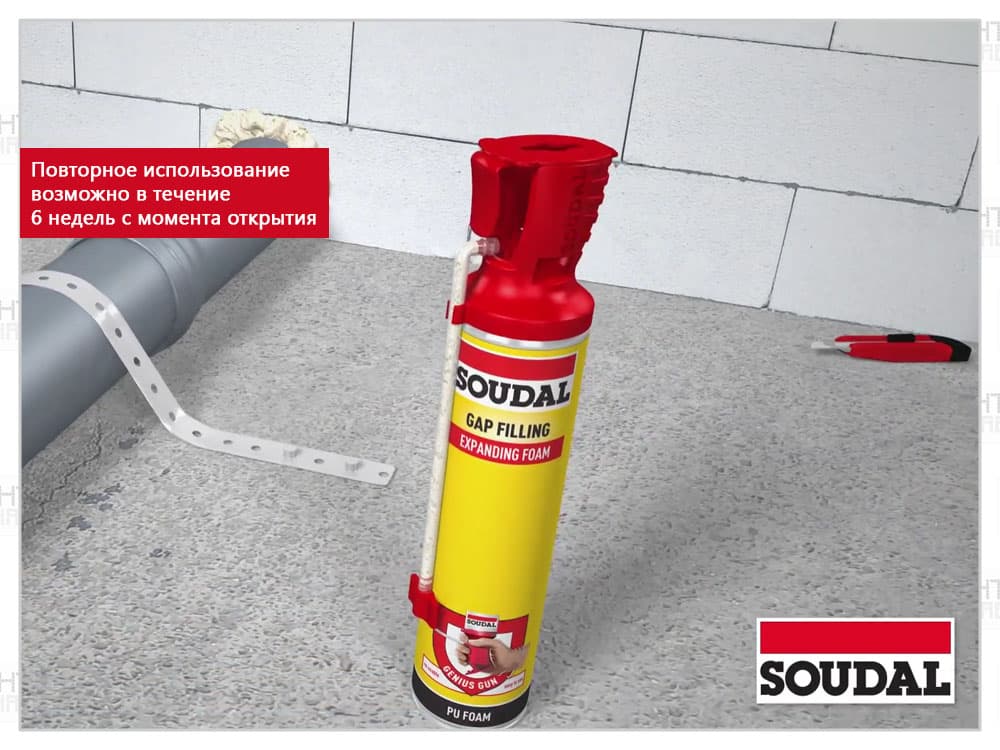 Повторное использование
возможно в течение
6 недель с момента открытия
SOUDAL
SOUDAL
GAP FILLING
EXPANDING FOAM
SOUDAL
GENIUS GUN
PU FOAM
SOUDAL